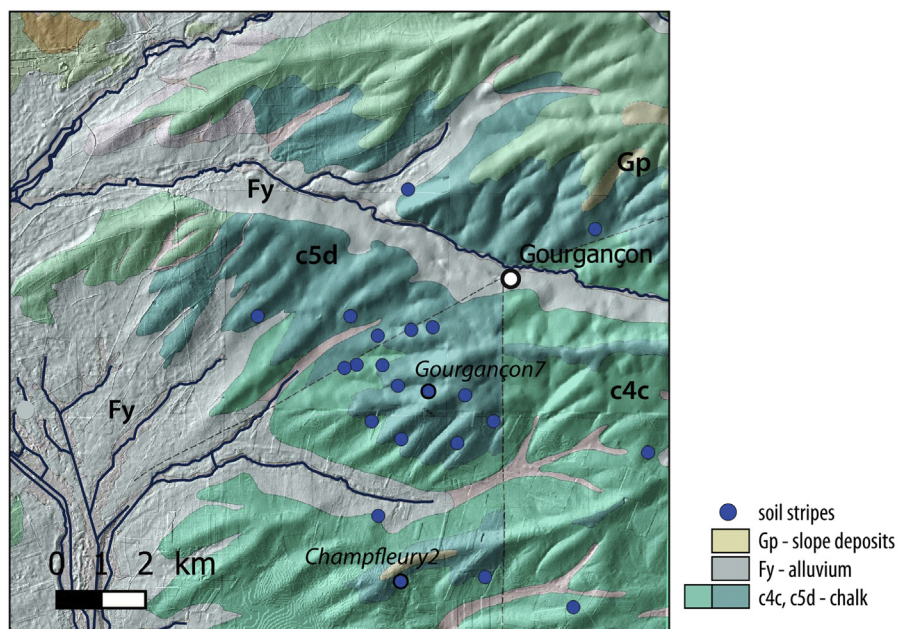 Gp
Fy
Gourgançon
c5d
Gourgançon7
c4c
Fy
Champfleury2
0 1 2 km
soil stripes
Gp - slope deposits
Fy - alluvium
c4c, c5d - chalk